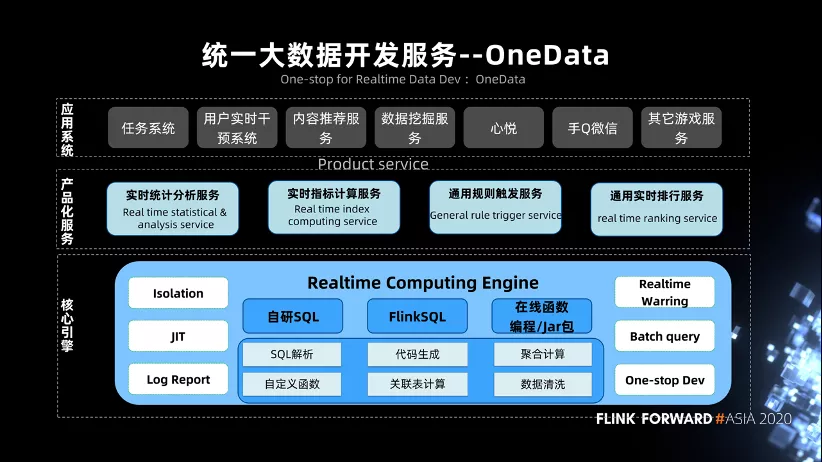 统一大数据开发服务--OneData
One-stop for Realtime Data Dev：OneData
应用系统
任务系统
用户实时干
预系统
内容推荐服
务
数据挖掘服
务
心悦
手Q微信
其它游戏服
务
Product service
产品化服务
实时统计分析服务
Real time statistical &
analysis service
实时指标计算服务
Real time index
computing service
通用规则触发服务
General rule trigger service
通用实时排行服务
real time ranking service
核心引擎
Realtime Computing Engine
Isolation
JIT
Log Report
自研SQL
FlinkSQL
在线函数
编程/Jar包
SQL解析
代码生成
聚合计算
自定义函数
关联表计算
数据清洗
Realtime
Warring
Batch query
One-stop Dev
FLINK FORWARD #ASIA 2020